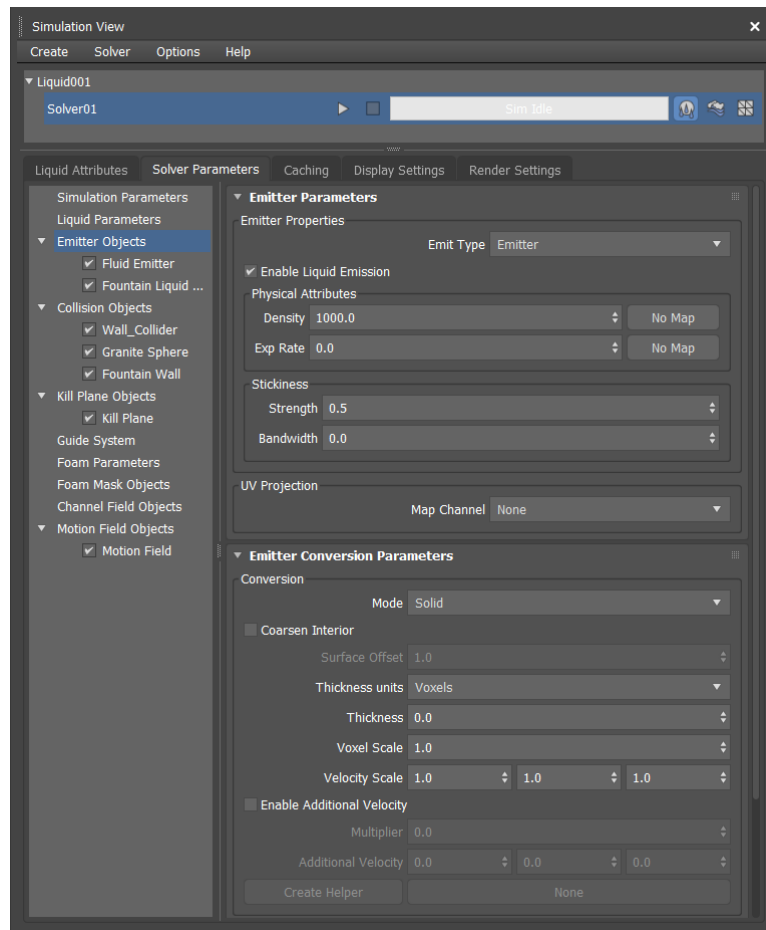 Simulation View
Create Solver Options Help
Liquid001
Solver01 Sim Idle
Liquid Attributes Solver Parameters Caching Display Settings Render Settings
Simulation Parameters
Liquid Parameters
Emitter Objects
Fluid Emitter
Fountain Liquid ...
Collision Objects
Wall_Collider
Granite Sphere
Fountain Wall
Kill Plane Objects
Kill Plane
Guide System
Foam Parameters
Foam Mask Objects
Channel Field Objects
Motion Field Objects
Motion Field
Emitter Parameters
Emitter Properties
Emit Type Emitter
Enable Liquid Emission
Physical Attributes
Density 1000.0 No Map
Exp Rate 0.0 No Map
Stickiness
Strength 0.5
Bandwidth 0.0
UV Projection
Map Channel None
Emitter Conversion Parameters
Conversion
Mode Solid
Coarsen Interior
Surface Offset 1.0
Thickness units Voxels
Thickness 0.0
Voxel Scale 1.0
Velocity Scale 1.0 1.0 1.0
Enable Additional Velocity
Multiplier 0.0
Additional Velocity 0.0 0.0 0.0
Create Helper None